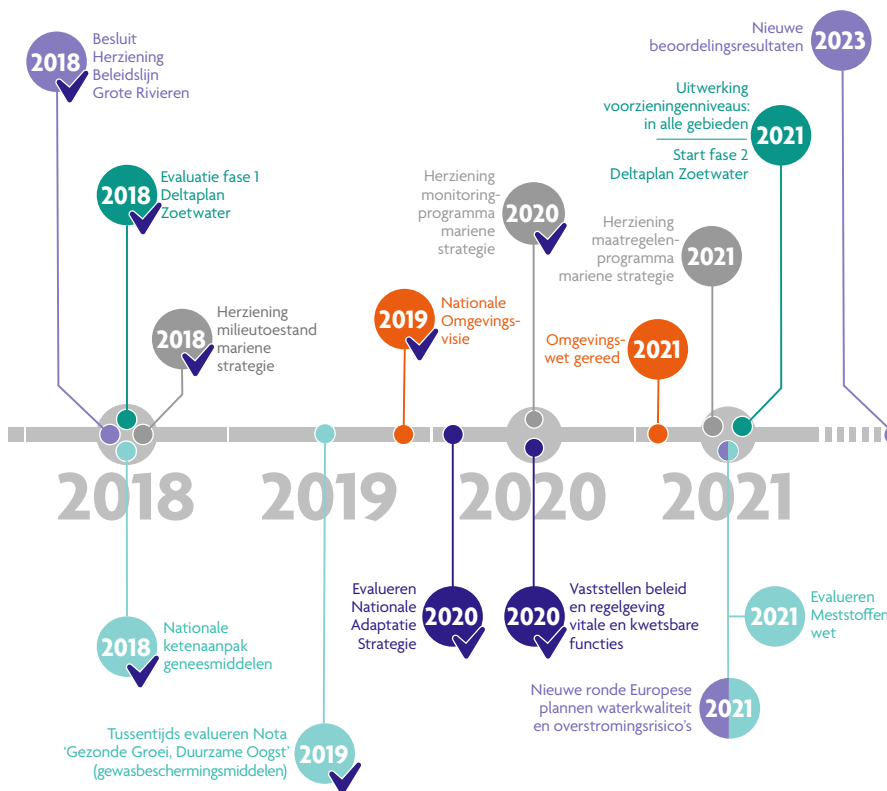 2018
Besluit
Herziening
Beleidslijn
Grote Rivieren
Nieuwe
beoordelingsresultaten
2023
Uitwerking
voorzieningenniveaus:
in alle gebieden
Start fase 2
Deltaplan Zoetwater
2021
2018
Evaluatie fase 1
Deltaplan
Zoetwater
Herziening
monitoring-
programma
mariene
strategie
2020
Herziening
maatregelen-
programma
mariene strategie
2021
2018
Herziening
milieutoestand
mariene
strategie
2019
Nationale
Omgevings-
visie
Omgevings-
wet gereed
2021
2018
2019
2020
2021
2018
Nationale
ketenaanpak
geneesmiddelen
Evalueren
Nationale
Adaptatie
Strategie
2020
2020
Vaststellen beleid
en regelgeving
vitale en kwetsbare
functies
2021
Evalueren
Meststoffen
wet
Nieuwe ronde Europese
plannen waterkwaliteit
en overstromingsrisico's
2021
Tussentijds evalueren Nota
‘Gezonde Groei, Duurzame Oogst’
(gewasbeschermingsmiddelen)
2019